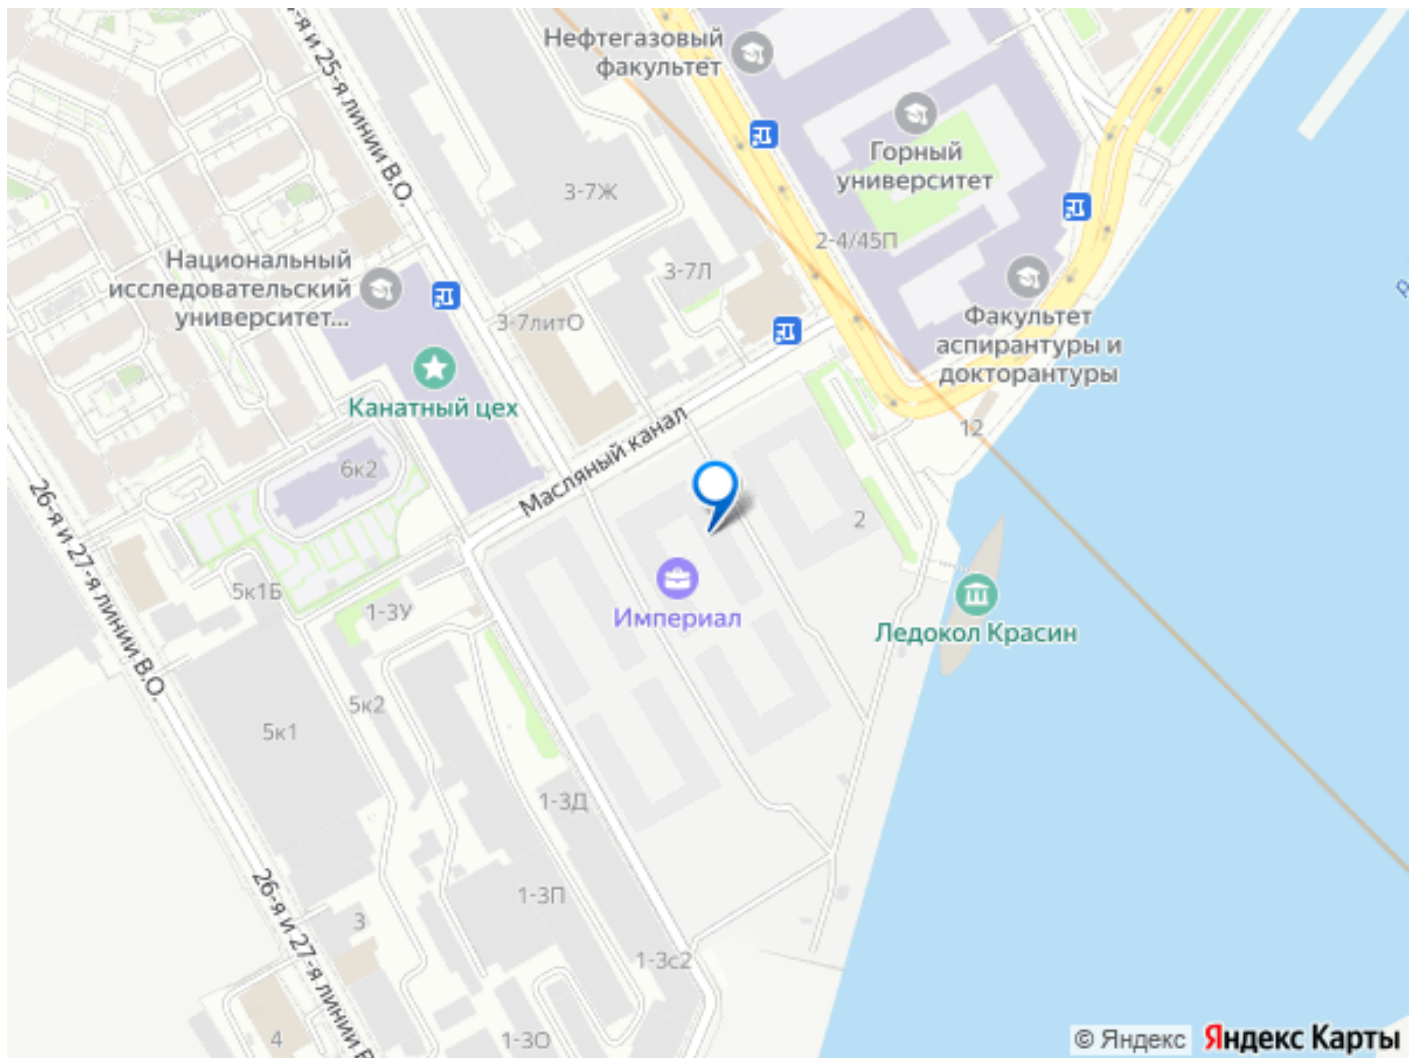 Нефтегазовый
факультет
-я и 25-я линии В.О.
Горный
университет
3-7Ж
2-4/45П
Национальный
исследовательский
университет...
3-7Л
3-7литО
Факультет
аспирантуры и
докторантуры
Канатный цех
Масляный канал
12
6к2
26-я и 27-я линии В.О.
2
5к1Б
1-3У
Империал
Ледокол Красин
5к2
5к1
1-3Д
1-3П
26-я и 27-я линии В
3
1-3с2
4
1-3О
© Яндекс Яндекс Карты